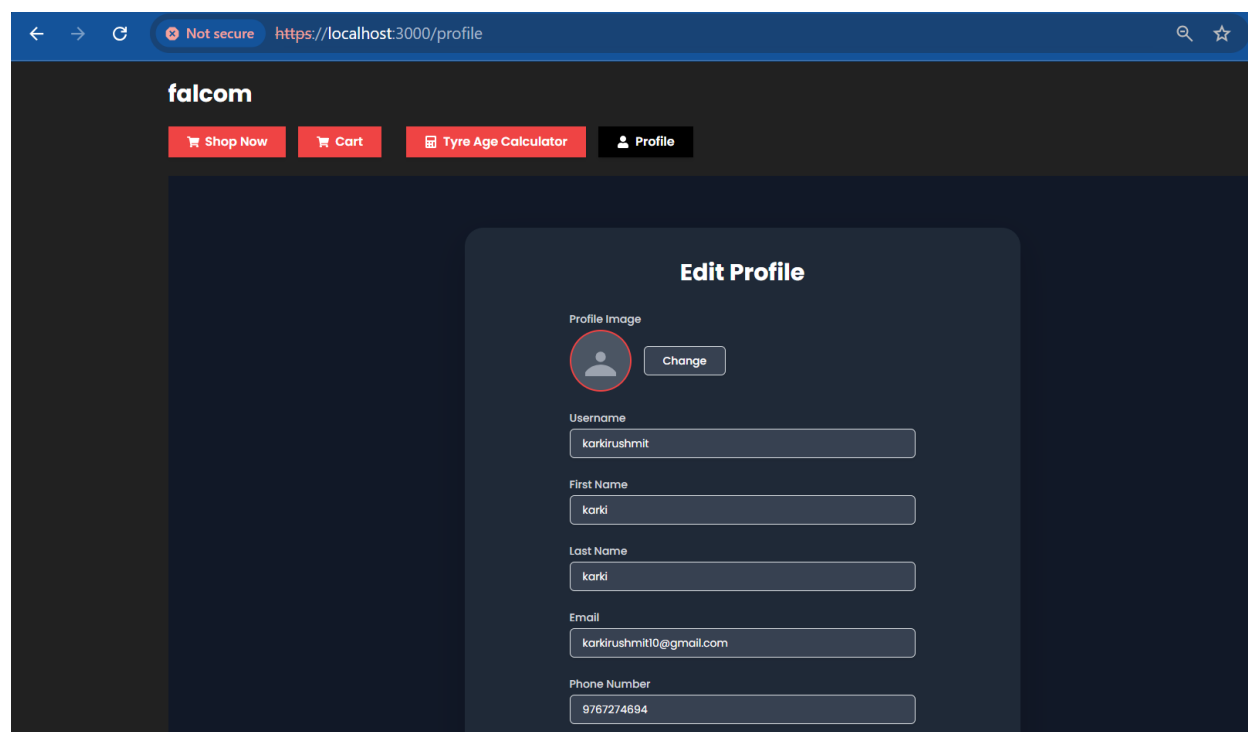 Not secure https://localhost:3000/profile
falcom
Shop Now Cart Tyre Age Calculator Profile
Edit Profile
Profile Image
Change
Username
karkirushmit
First Name
karki
Last Name
karki
Email
karkirushmit10@gmail.com
Phone Number
9767274694